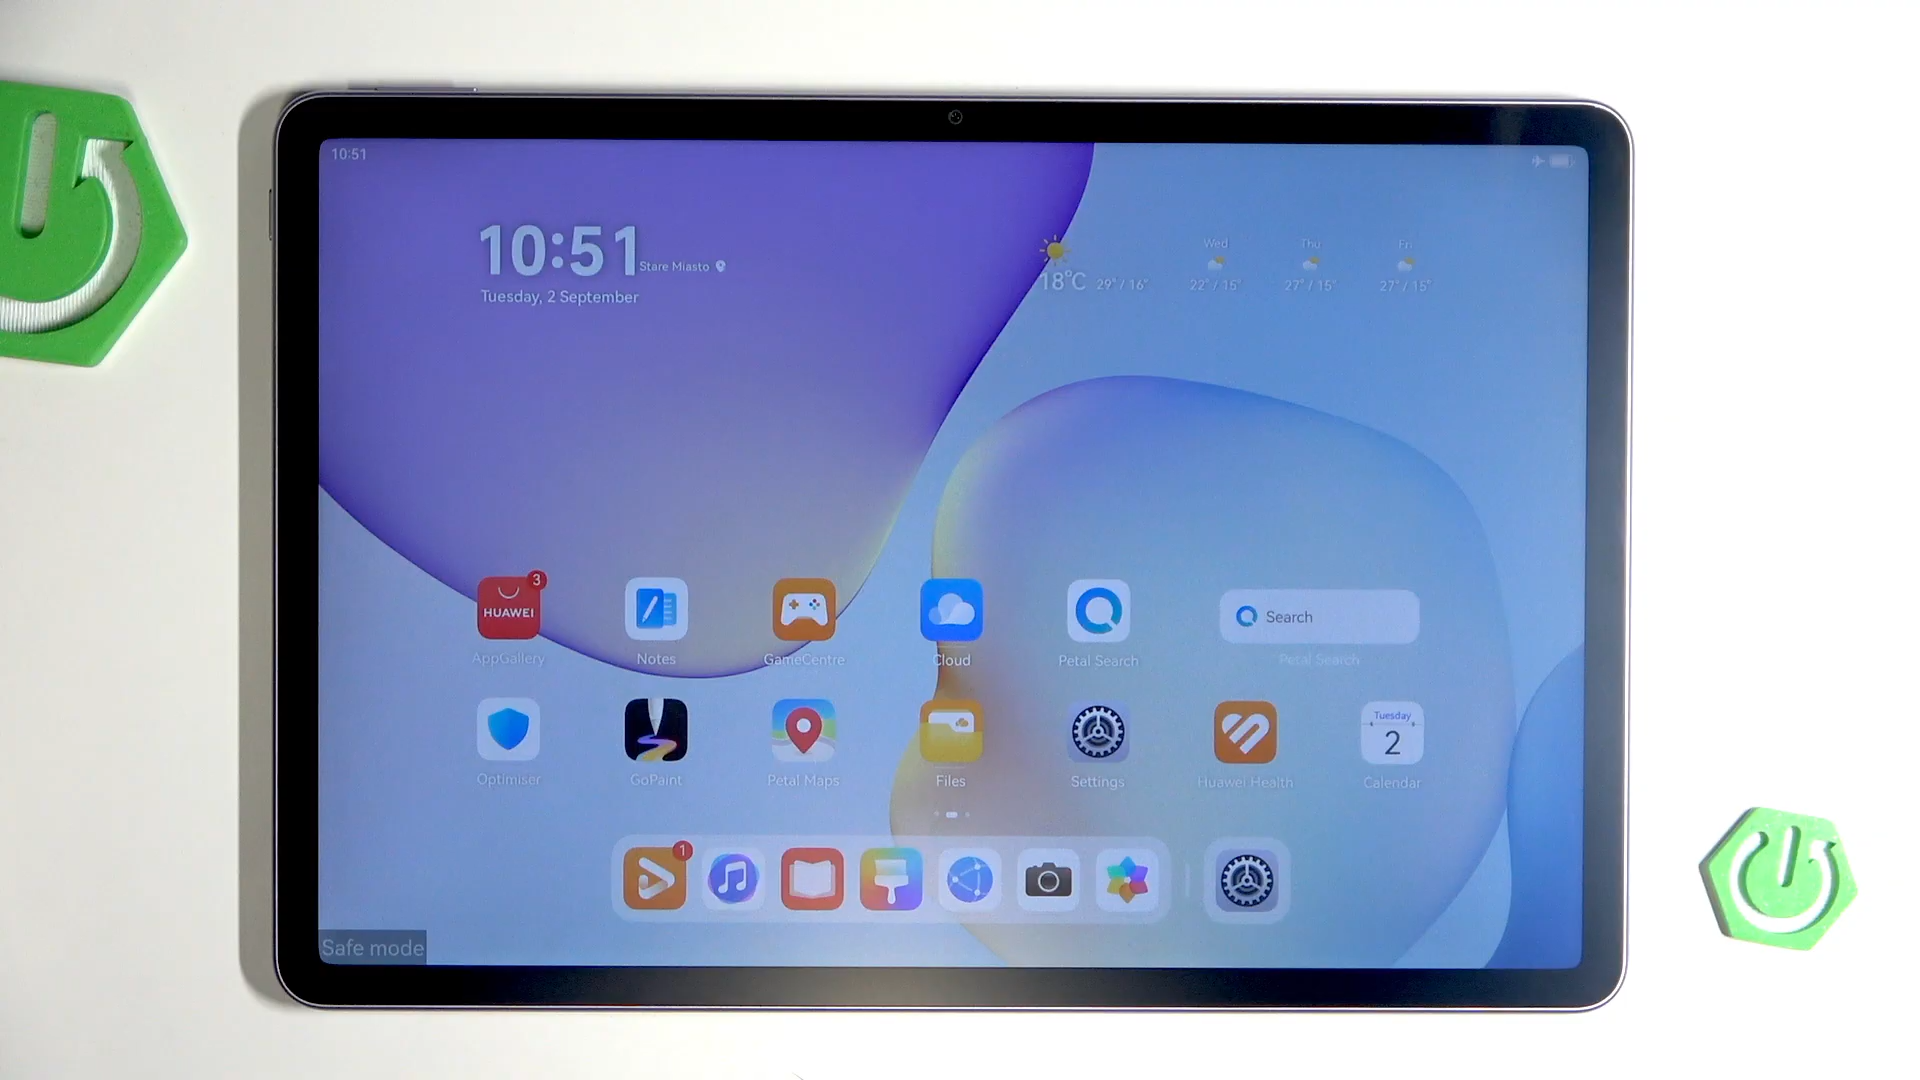 10:51
10:51
Stare Miasto
Tuesday, 2 September
18°C 29° / 16°
Wed
22° / 15°
Thu
27° / 15°
Fri
27° / 15°
3
HUAWEI
AppGallery
Notes
GameCentre
Cloud
Petal Search
Search
Petal Search
Optimiser
GoPaint
Petal Maps
Files
Settings
Huawei Health
Tuesday
2
Calendar
1
Safe mode